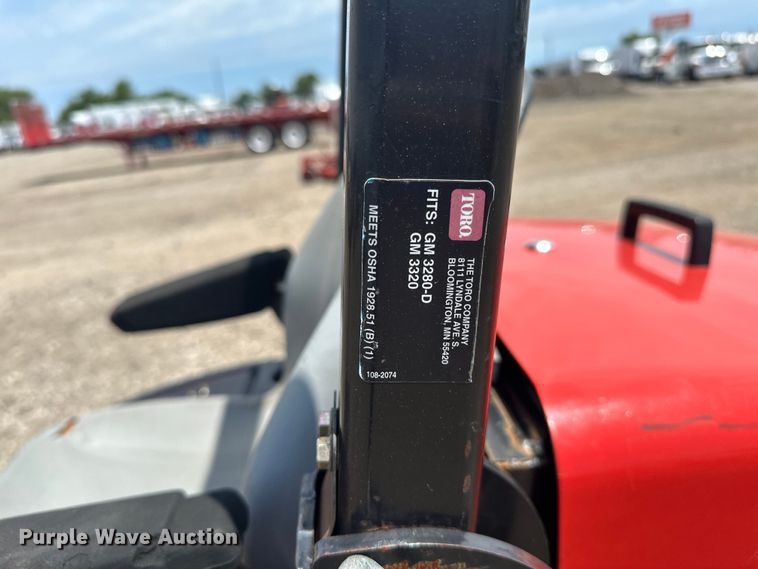 TORO.
THE TORO COMPANY
8111 LYNDALE AVE. S
BLOOMINGTON, MN 55420
FITS: GM 3280-D
GM 3320
MEETS OSHA 1928.51 (B) (1)
108-2074
Purple Wave Auction